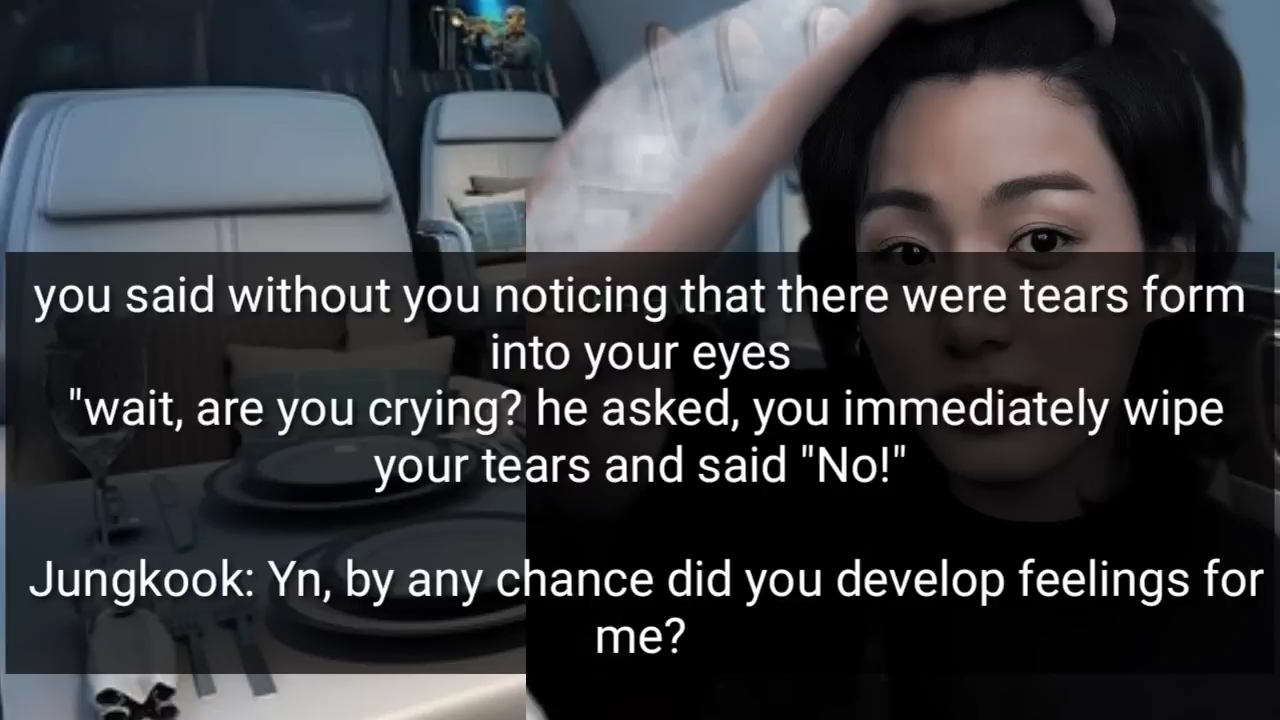 you said without you noticing that there were tears form
into your eyes
"wait, are you crying? he asked, you immediately wipe
your tears and said "No!"
Jungkook: Yn, by any chance did you develop feelings for
me?